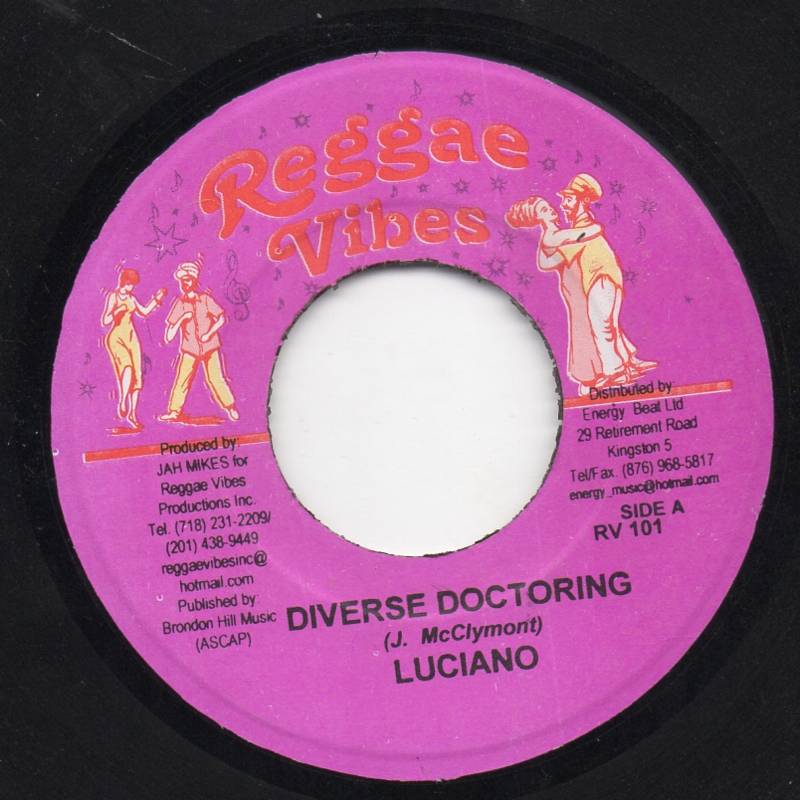 Reggae
Vibes
Produced by:
JAH MIKES for
Reggae Vibes
Productions Inc.
Tel. (718) 231-2209/
(201) 438-9449
reggaevibesinc@
hotmail.com
Published by:
Brondon Hill Music
(ASCAP)
Distributed by
Energy Beat Ltd
29 Retirement Road
Kingston 5
Tel/Fax. (876) 968-5817
energy_music@hotmail.com
SIDE A
RV 101
DIVERSE DOCTORING
(J. McClymont)
LUCIANO